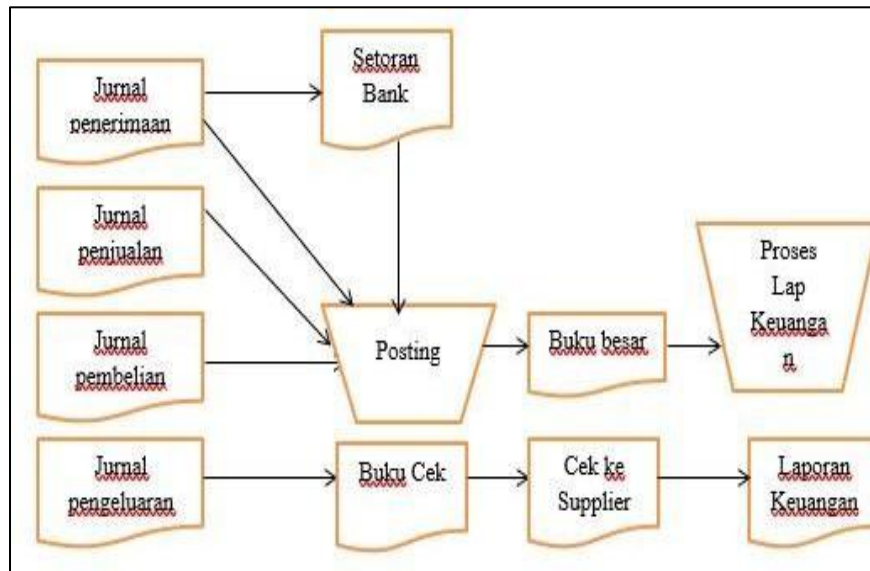 Jurnal
penerimaan
Setoran
Bank
Jurnal
penjualan
Proses
Lap
Keuanga
n
Jurnal
pembelian
Posting
Buku besar
Jurnal
pengeluaran
Buku Cek
Cek ke
Supplier
Laporan
Keuangan